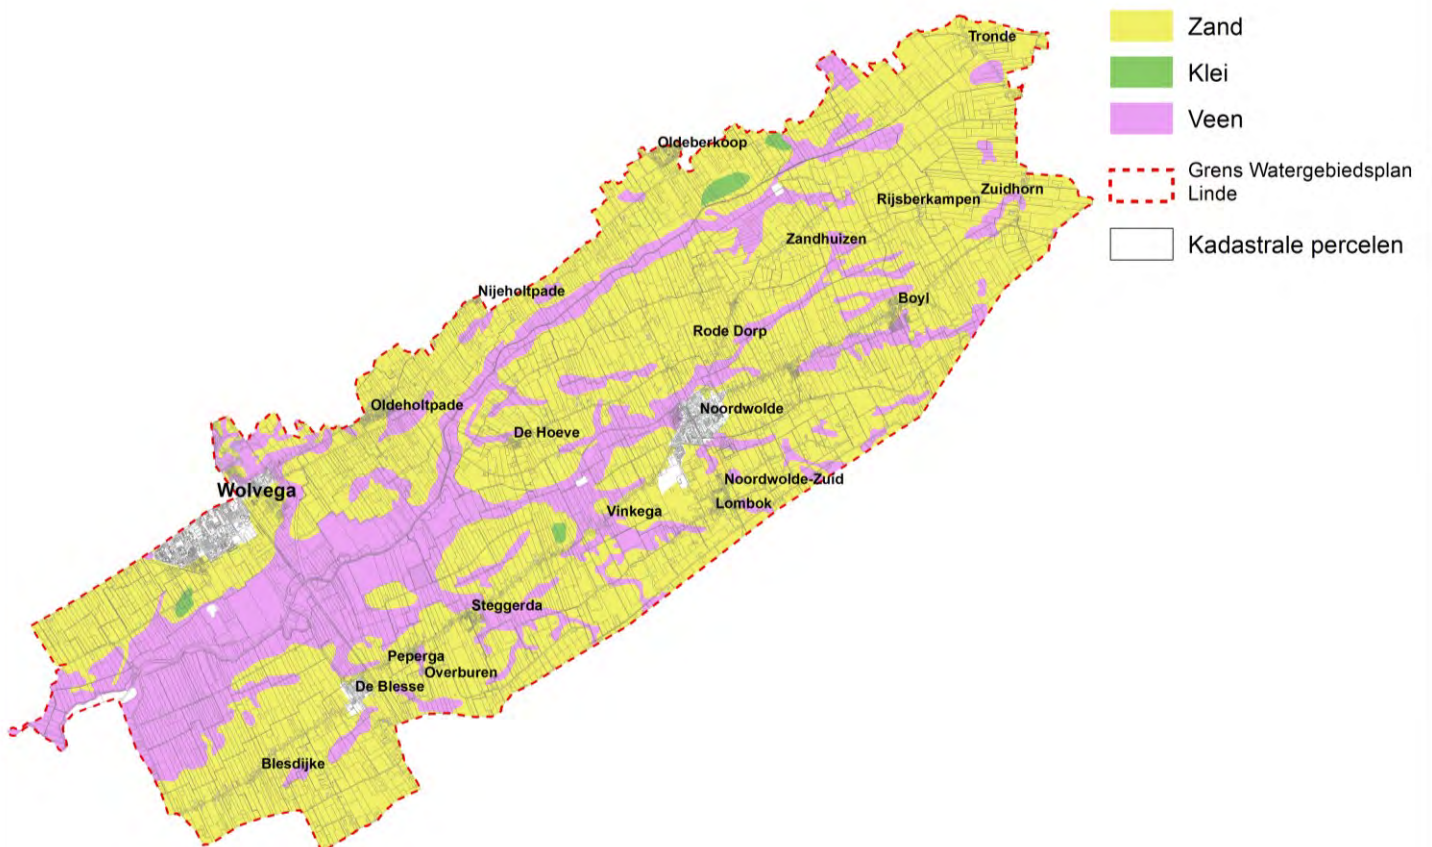 Zand
Klei
Veen
Grens Watergebiedsplan
Linde
Kadastrale percelen
Tronde
Oldeberkoop
Zuidhorn
Rijsberkampen
Zandhuizen
Nijeholtpade
Boyl
Rode Dorp
Oldeholtpade
Noordwolde
De Hoeve
Noordwolde-Zuid
Wolvega
Lombok
Vinkega
Steggerda
Peperga
Overburen
De Blesse
Blesdijke